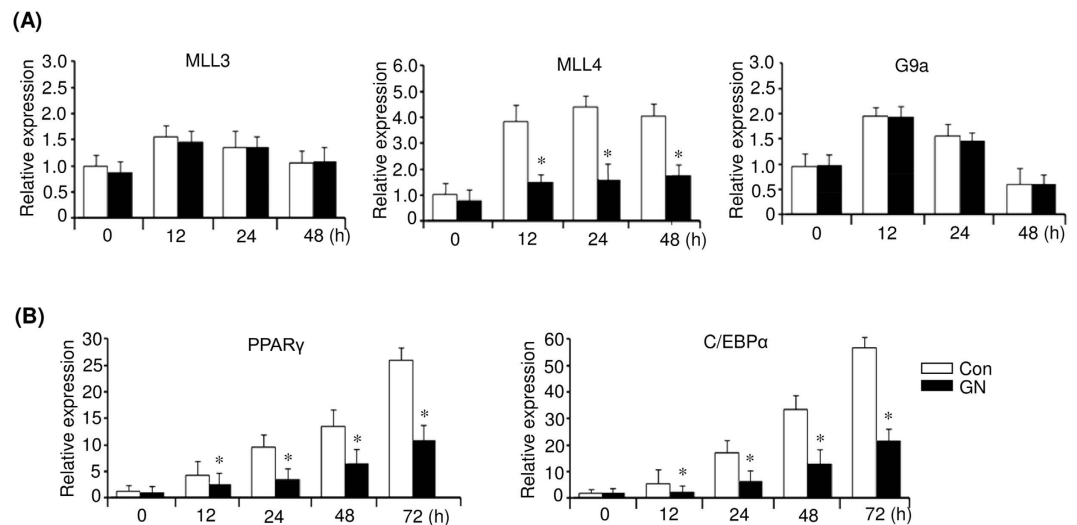 (A)
MLL3
Relative expression
3.0
2.5
2.0
1.5
1.0
0.5
0
0 12 24 48 (h)
MLL4
Relative expression
6.0
5.0
4.0
3.0
2.0
1.0
0
* * *
0 12 24 48 (h)
G9a
Relative expression
3.0
2.5
2.0
1.5
1.0
0.5
0
0 12 24 48 (h)
(B)
PPARγ
Relative expression
30
25
20
15
10
5
0
* * * *
0 12 24 48 72 (h)
C/EBPα
Relative expression
60
50
40
30
20
10
0
* * * *
0 12 24 48 72 (h)
Con
GN